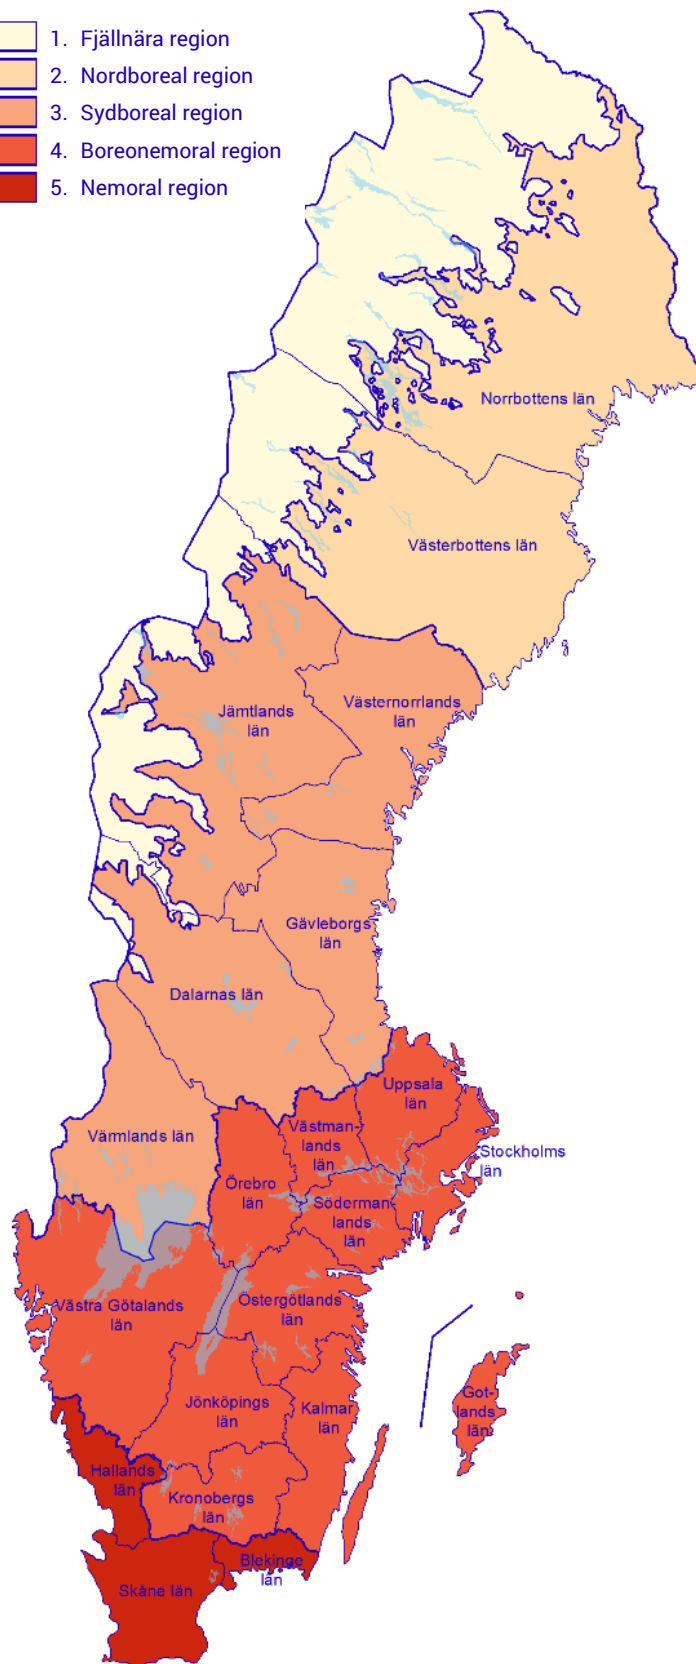 1. Fjällnära region
2. Nordboreal region
3. Sydboreal region
4. Boreonemoral region
5. Nemoral region
Norrbottens län
Västerbottens län
Västernorrlands
län
Jämtlands
län
Gävleborgs
län
Dalarnas län
Uppsala
län
Västman-
lands
län
Värmlands län
Stockholms
län
Örebro
län
Söderman-
lands
län
Västra Götalands
län
Östergötlands
län
Jönköpings
län
Kalmar
län
Got-
lands
län
Hallands
län
Kronobergs
län
Blekinge
län
Skåne län